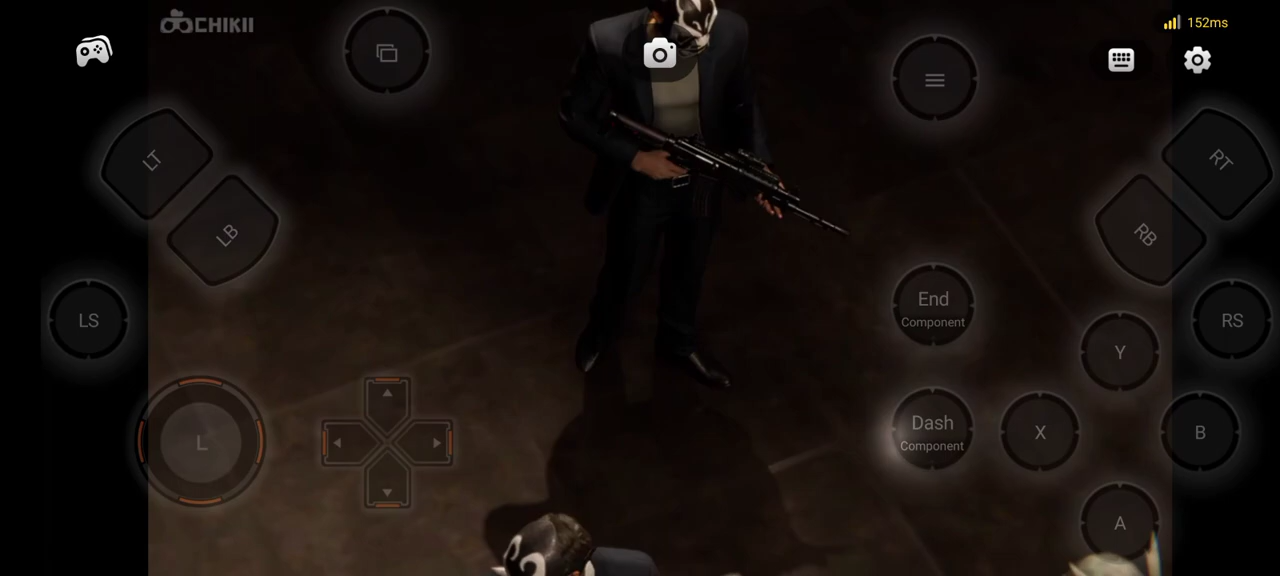 CHIKII
152ms
LT
RT
LB
RB
End
Component
LS
RS
Y
L
Dash
Component
X
B
A